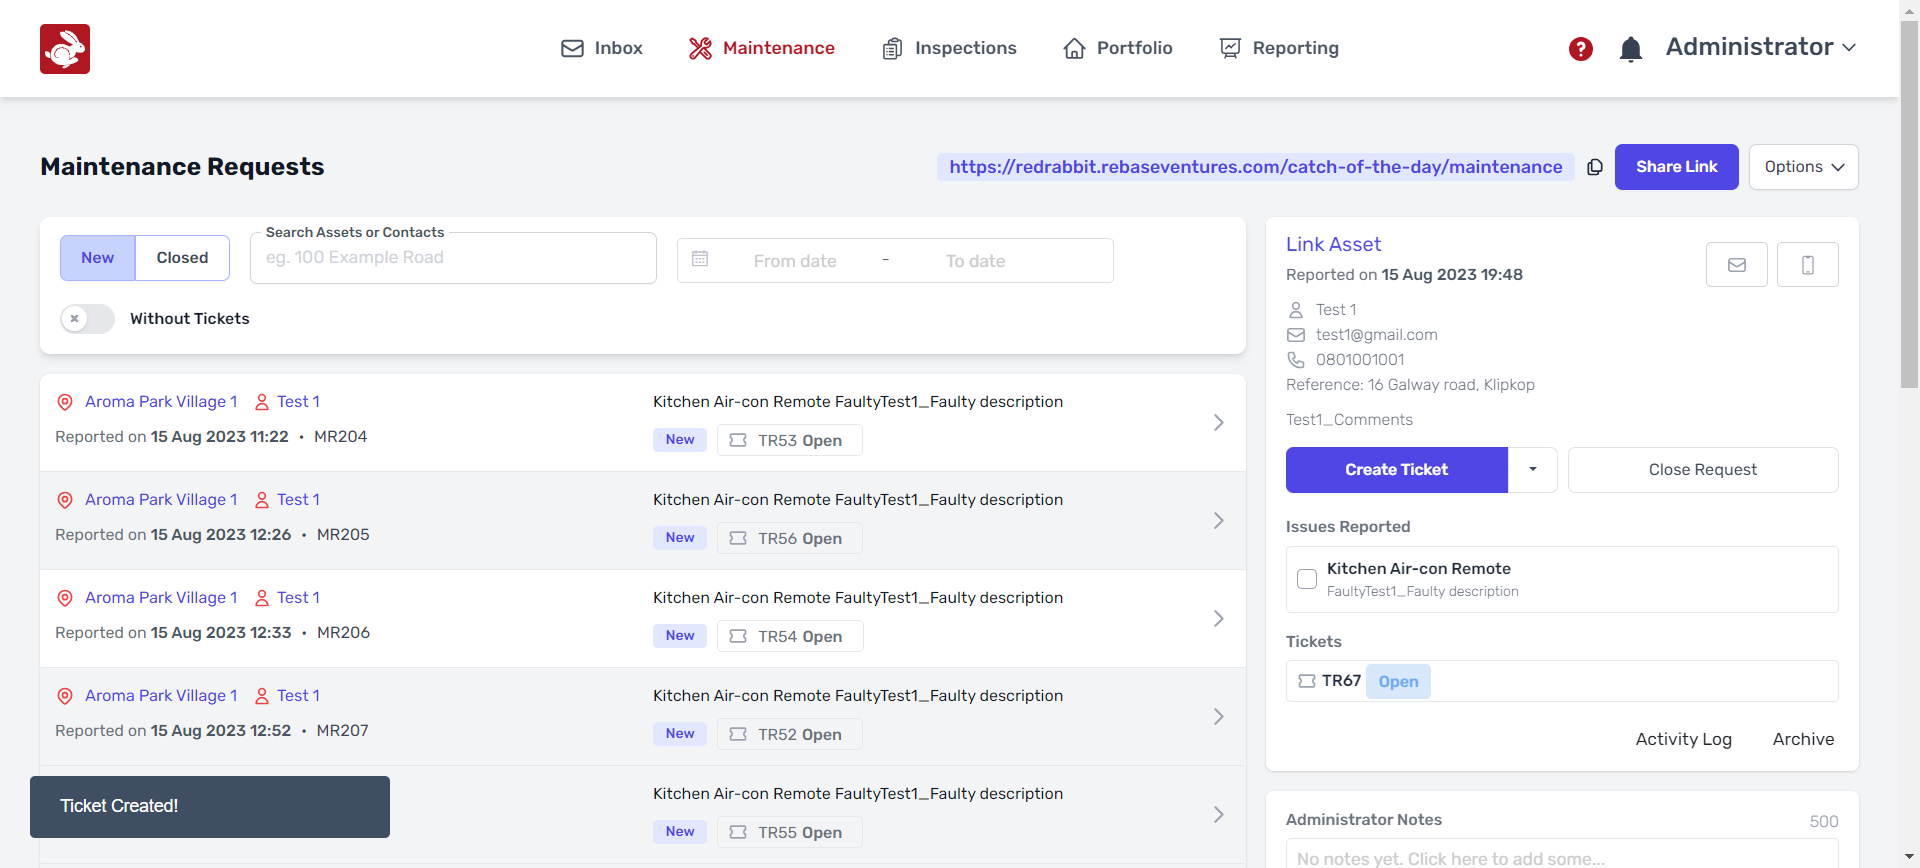 Inbox
Maintenance
Inspections
Portfolio
Reporting
?
Administrator
Maintenance Requests
https://redrabbit.rebaseventures.com/catch-of-the-day/maintenance
Share Link
Options
New
Closed
Search Assets or Contacts
eg. 100 Example Road
From date
-
To date
Without Tickets
Aroma Park Village 1 Test 1
Reported on 15 Aug 2023 11:22 • MR204
Kitchen Air-con Remote FaultyTest1_Faulty description
New TR53 Open
Aroma Park Village 1 Test 1
Reported on 15 Aug 2023 12:26 • MR205
Kitchen Air-con Remote FaultyTest1_Faulty description
New TR56 Open
Aroma Park Village 1 Test 1
Reported on 15 Aug 2023 12:33 • MR206
Kitchen Air-con Remote FaultyTest1_Faulty description
New TR54 Open
Aroma Park Village 1 Test 1
Reported on 15 Aug 2023 12:52 • MR207
Kitchen Air-con Remote FaultyTest1_Faulty description
New TR52 Open
Kitchen Air-con Remote FaultyTest1_Faulty description
New TR55 Open
Ticket Created!
Link Asset
Reported on 15 Aug 2023 19:48
Test 1
test1@gmail.com
0801001001
Reference: 16 Galway road, Klipkop
Test1_Comments
Create Ticket
Close Request
Issues Reported
Kitchen Air-con Remote
FaultyTest1_Faulty description
Tickets
TR67 Open
Activity Log
Archive
Administrator Notes
500
No notes yet. Click here to add some...